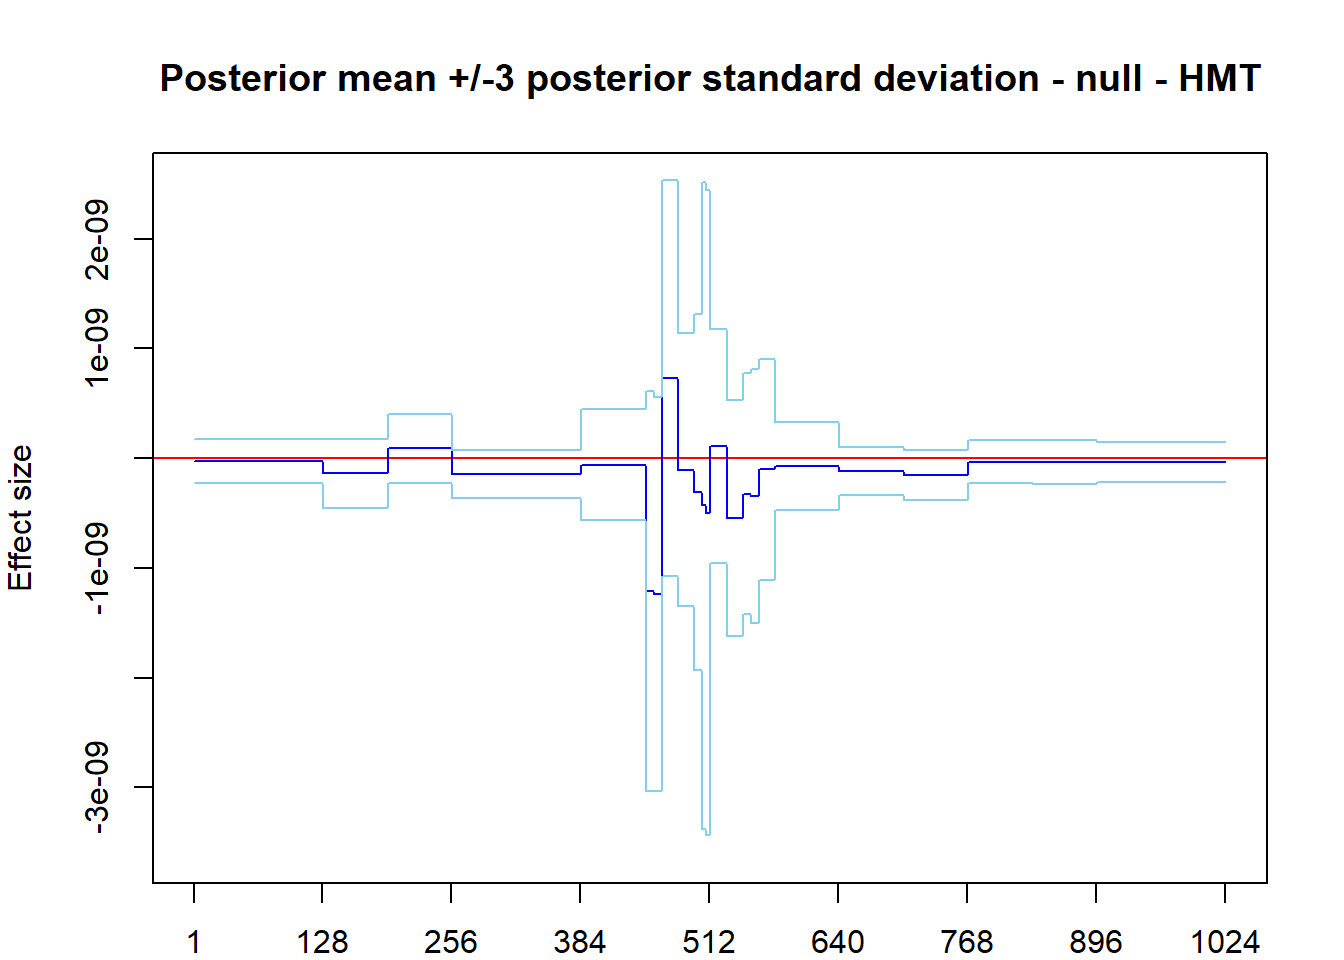 Posterior mean +/-3 posterior standard deviation - null - HMT
Effect size
2e-09
1e-09
-1e-09
-3e-09
1 128 256 384 512 640 768 896 1024